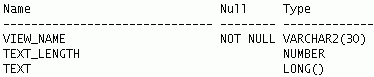 Name                           Null     Type
------------------------------ -------- ------------
VIEW_NAME                      NOT NULL VARCHAR2(30)
TEXT_LENGTH                             NUMBER
TEXT                                    LONG()